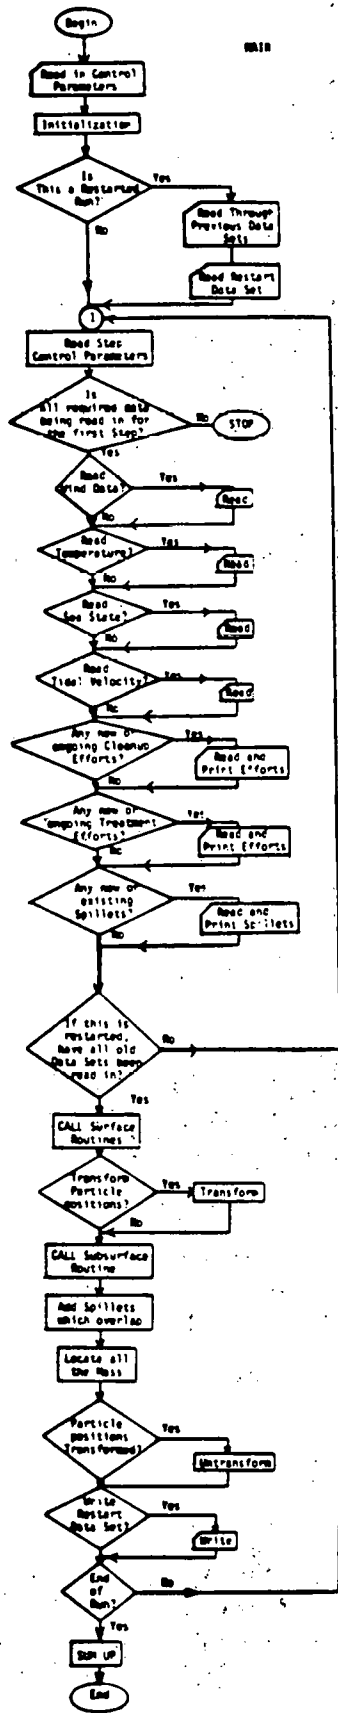 Begin
MAIN
Read in Control
Parameters
Initialization
Is
This a Restarted
Run?
Yes
No
Read Through
Previous Data
Sets
Read Restart
Data Set
1
Read Step
Control Parameters
Is
all required data
being read in for
the first Step?
No
STOP
Yes
Read
Wind Data?
Yes
Read
No
Read
Temperature?
Yes
Read
No
Read
Sea State?
Yes
Read
No
Read
Tidal Velocity?
Yes
Read
No
Any new or
ongoing Cleanup
Efforts?
Yes
Read and
Print Efforts
No
Any new or
ongoing Treatment
Efforts?
Yes
Read and
Print Efforts
No
Any new or
existing
Spillets?
Yes
Read and
Print Spillets
No
If this is
restarted,
have all old
Data Sets been
read in?
No
Yes
CALL Surface
Routines
Transform
Particle
positions?
Yes
Transform
No
CALL Subsurface
Routine
Add Spillets
which overlap
Locate all
the Mass
Particle
positions
Transformed?
Yes
Untransform
Write
Restart
Data Set?
Yes
Write
No
End
of
Run?
No
Yes
SUM UP
End